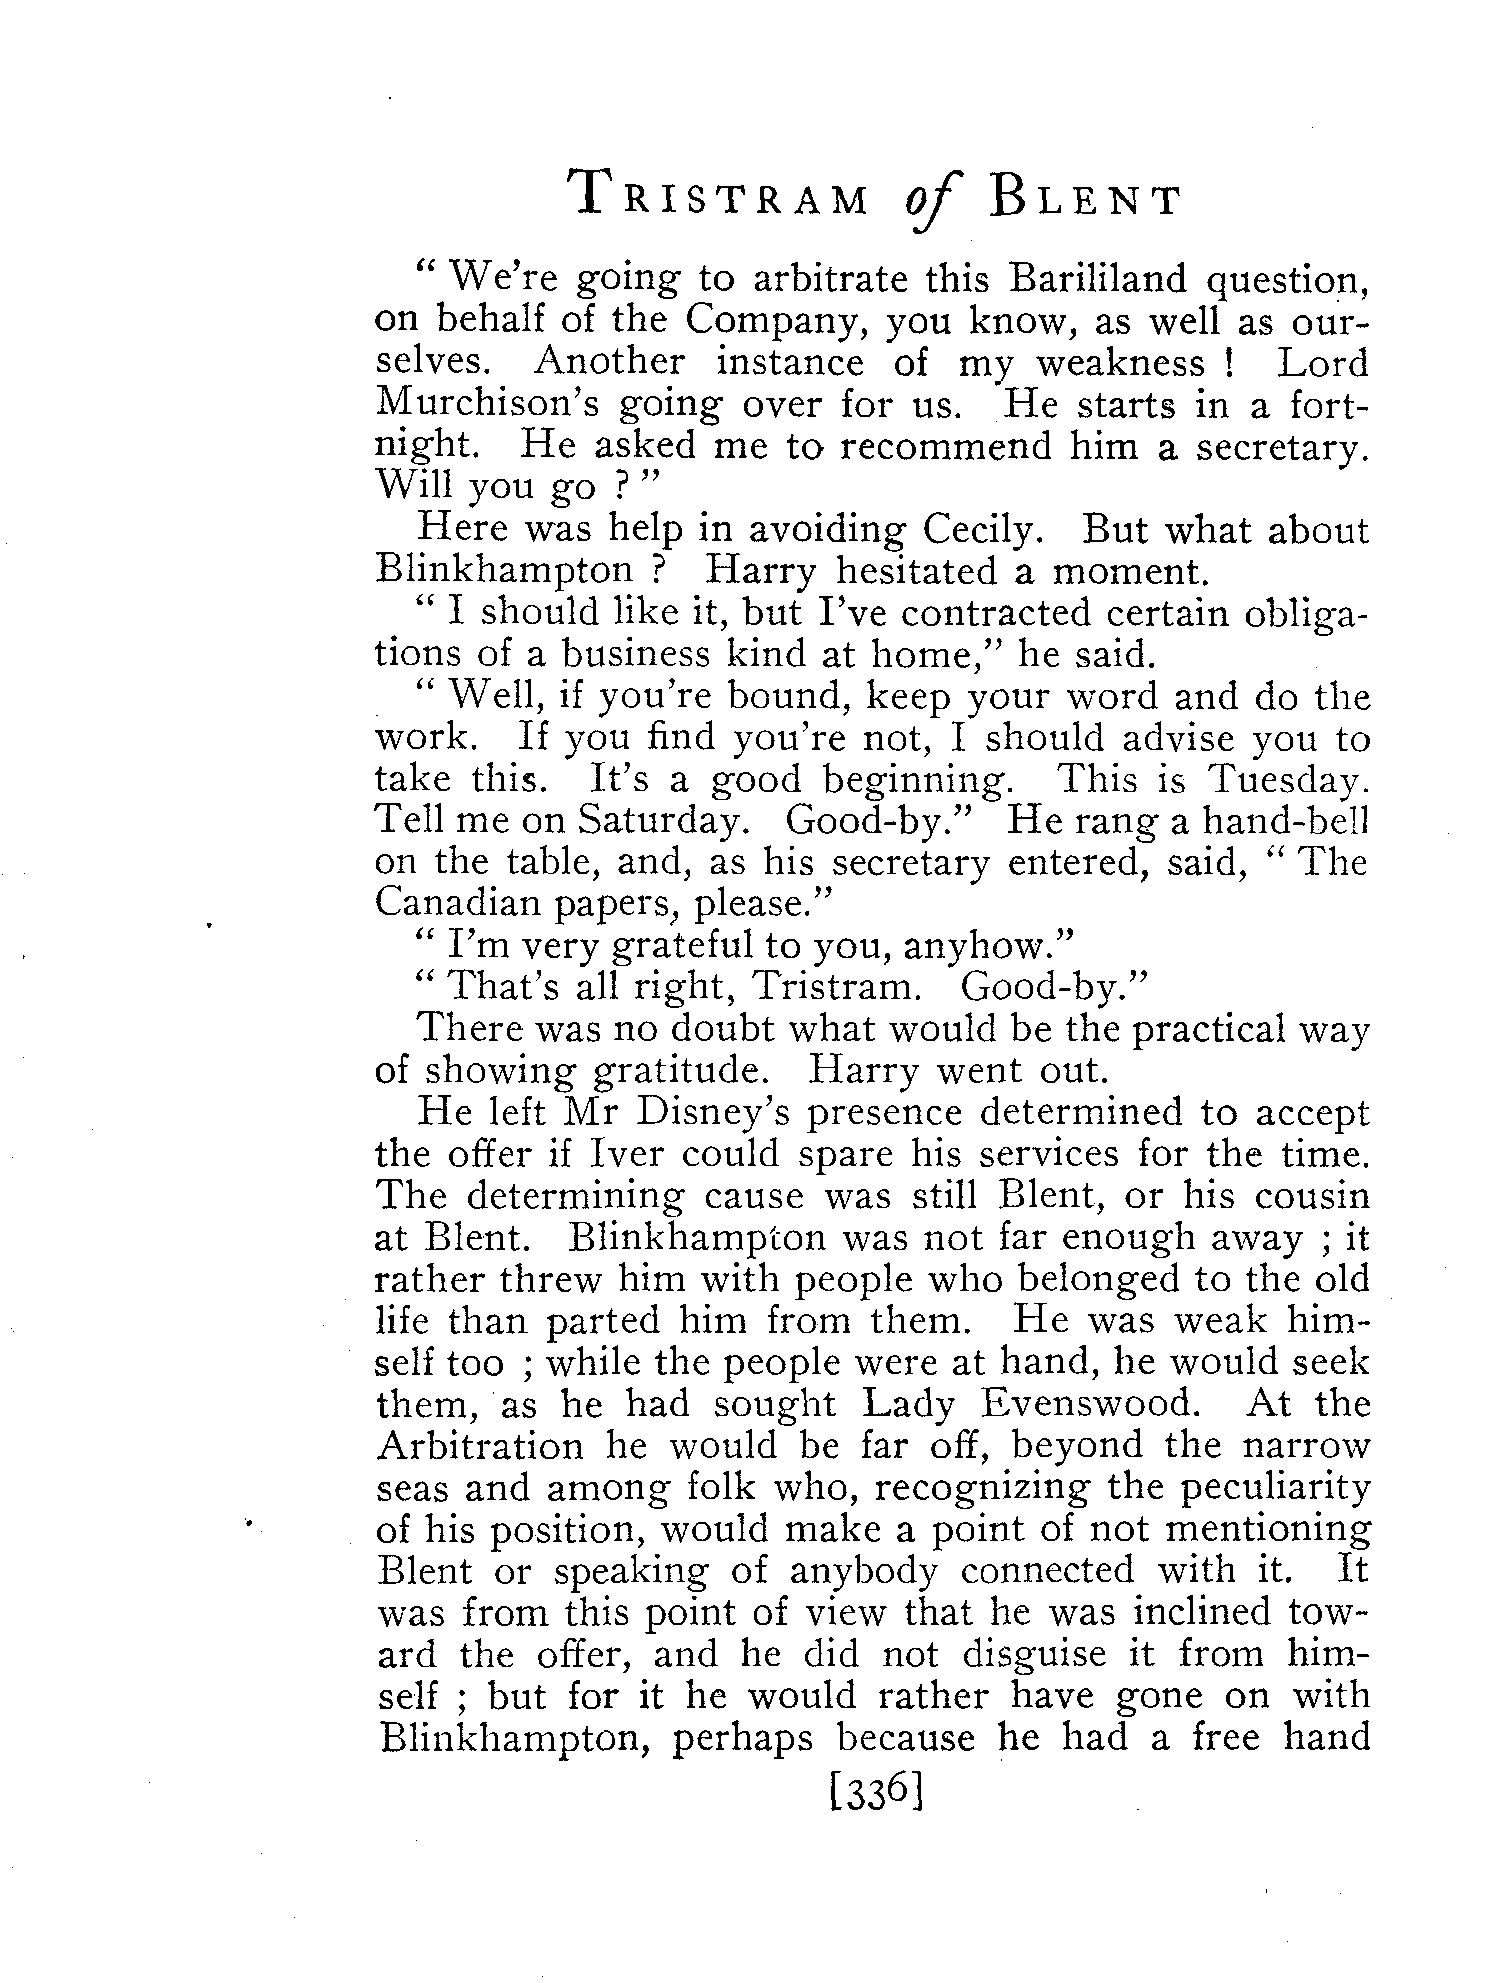 TRISTRAM of BLENT
" We're going to arbitrate this Barililand question,
on behalf of the Company, you know, as well as our-
selves. Another instance of my weakness ! Lord
Murchison's going over for us. He starts in a fort-
night. He asked me to recommend him a secretary.
Will you go ? "
Here was help in avoiding Cecily. But what about
Blinkhampton ? Harry hesitated a moment.
" I should like it, but I've contracted certain obliga-
tions of a business kind at home," he said.
" Well, if you're bound, keep your word and do the
work. If you find you're not, I should advise you to
take this. It's a good beginning. This is Tuesday.
Tell me on Saturday. Good-by." He rang a hand-bell
on the table, and, as his secretary entered, said, " The
Canadian papers, please."
" I'm very grateful to you, anyhow."
" That's all right, Tristram. Good-by."
There was no doubt what would be the practical way
of showing gratitude. Harry went out.
He left Mr Disney's presence determined to accept
the offer if Iver could spare his services for the time.
The determining cause was still Blent, or his cousin
at Blent. Blinkhampton was not far enough away ; it
rather threw him with people who belonged to the old
life than parted him from them. He was weak him-
self too ; while the people were at hand, he would seek
them, as he had sought Lady Evenswood. At the
Arbitration he would be far off, beyond the narrow
seas and among folk who, recognizing the peculiarity
of his position, would make a point of not mentioning
Blent or speaking of anybody connected with it. It
was from this point of view that he was inclined tow-
ard the offer, and he did not disguise it from him-
self ; but for it he would rather have gone on with
Blinkhampton, perhaps because he had a free hand
[336]